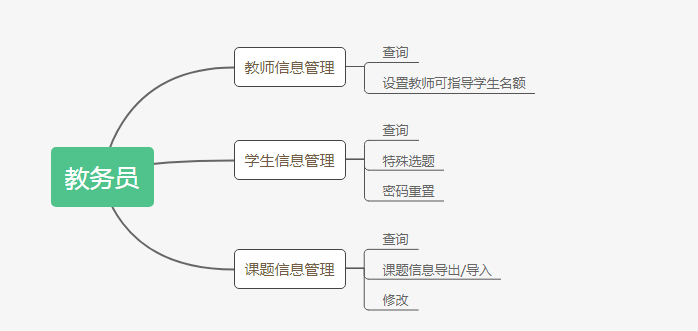 教务员
教师信息管理
查询
设置教师可指导学生名额
学生信息管理
查询
特殊选题
密码重置
课题信息管理
查询
课题信息导出/导入
修改